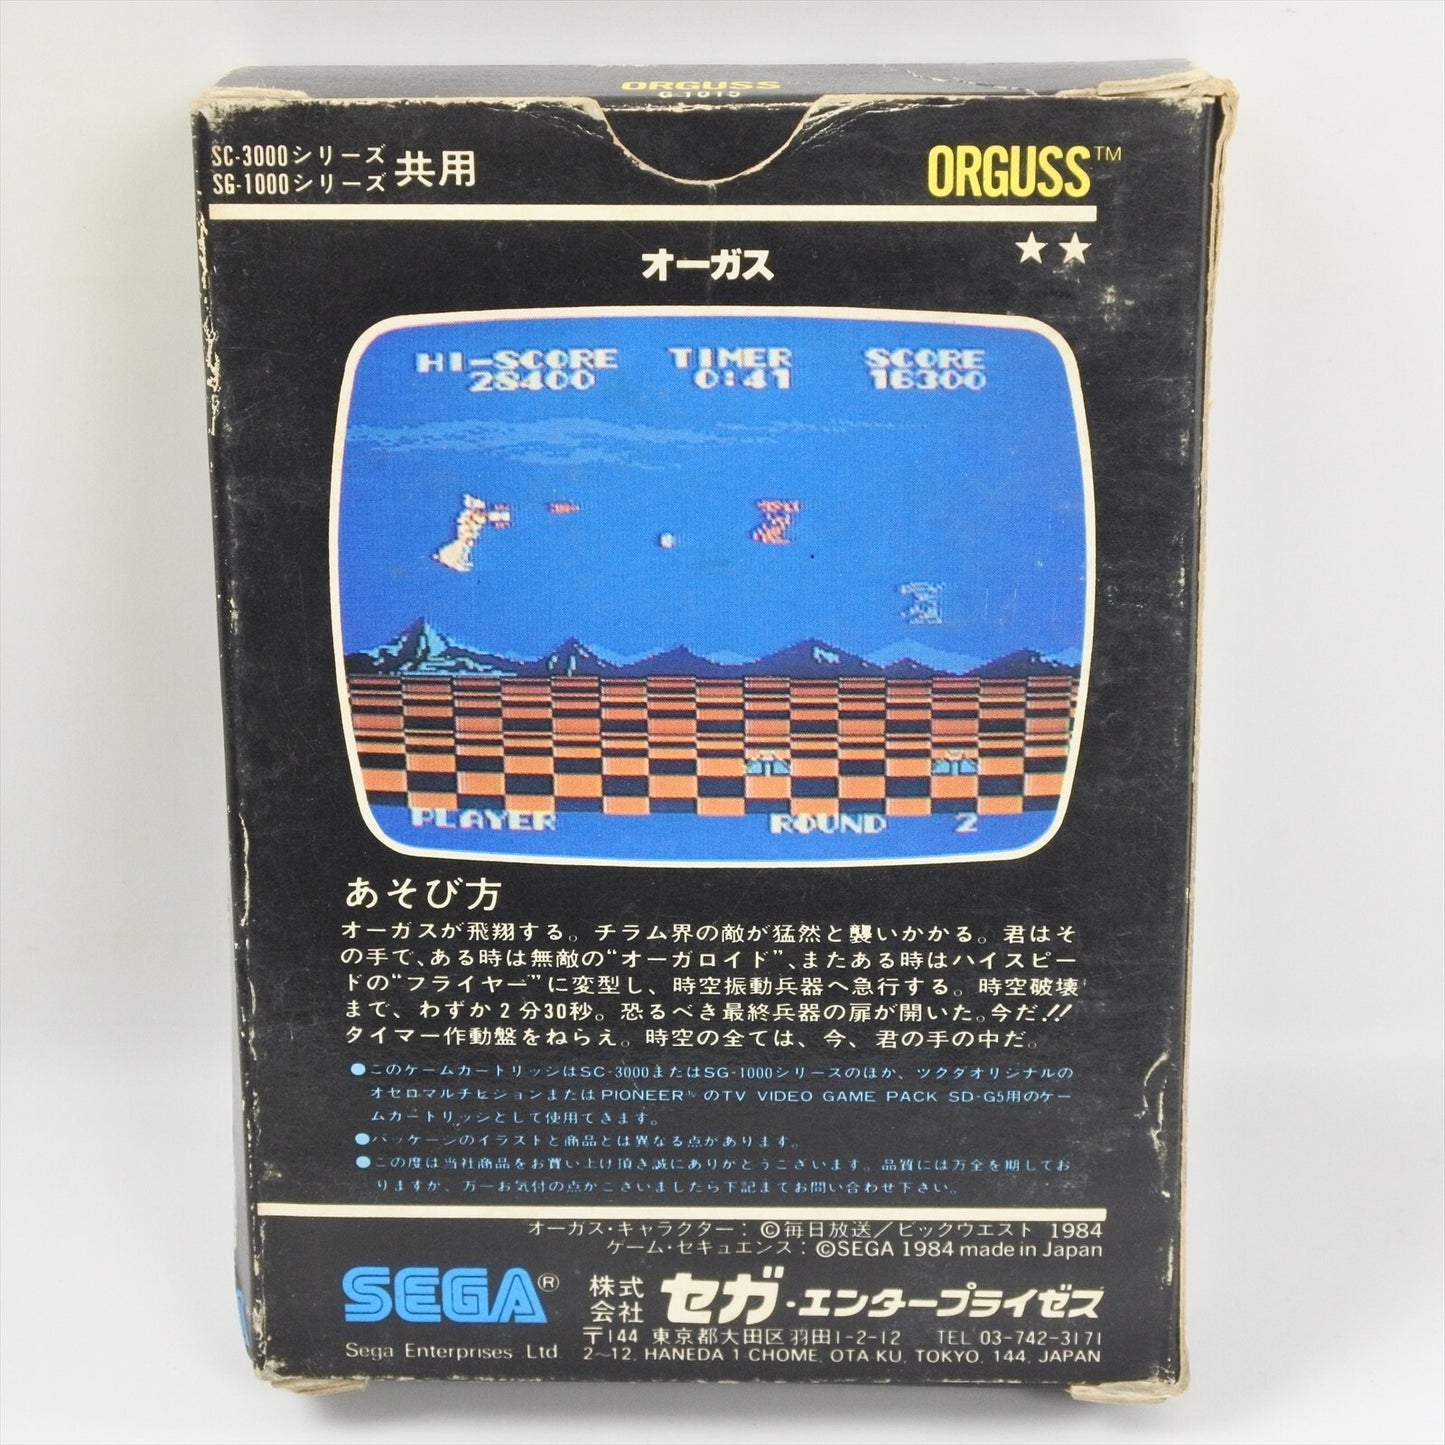 ORGUSS
G-1015
SC-3000シリーズ
SG-1000シリーズ 共用
ORGUSS™
★★
オーガス
HI-SCORE TIMER SCORE
28400 0:41 16300
PLAYER ROUND 2
あそび方
オーガスが飛翔する。チラム界の敵が猛然と襲いかかる。君はそ
の手で、ある時は無敵の“オーガロイド”、またある時はハイスピー
ドの“フライヤー”に変型し、時空振動兵器へ急行する。時空破壊
まで、わずか2分30秒。恐るべき最終兵器の扉が開いた。今だ!!
タイマー作動盤をねらえ。時空の全ては、今、君の手の中だ。
●このゲームカートリッジはSC-3000またはSG-1000シリーズのほか、ツクダオリジナルの
オセロマルチビジョンまたはPIONEER™のTV VIDEO GAME PACK SD-G5用のゲー
ムカートリッジとして使用できます。
●パッケージのイラストと商品とは異なる点があります。
●この度は当社商品をお買い上げ頂き誠にありがとうございます。品質には万全を期してお
りますが、万一お気付の点がございましたら下記までお問い合わせ下さい。
オーガス・キャラクター：©毎日放送／ビックウエスト 1984
ゲーム・セキュエンス：©SEGA 1984 made in Japan
SEGA® 株式会社 セガ・エンタープライゼス
〒144 東京都大田区羽田1-2-12 TEL 03-742-3171
Sega Enterprises Ltd. 2~12, HANEDA 1-CHOME, OTA-KU, TOKYO, 144, JAPAN